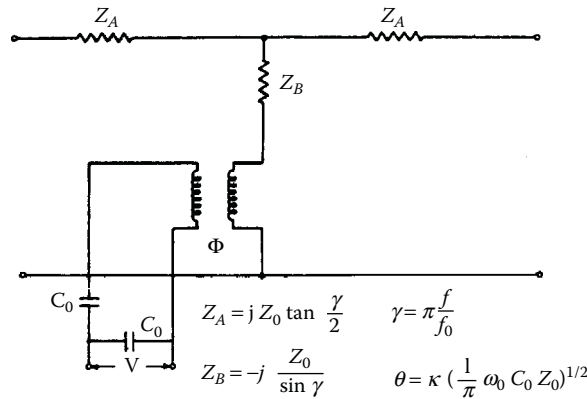 Z_A Z_A
Z_B
Φ
C_0
C_0
V
Z_A = j Z_0 tan γ/2 γ = π f/f_0
Z_B = −j Z_0/sin γ θ = κ (1/π ω_0 C_0 Z_0)^{1/2}